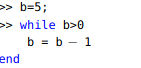 >> b=5;
>> while b>0
b = b – 1
end